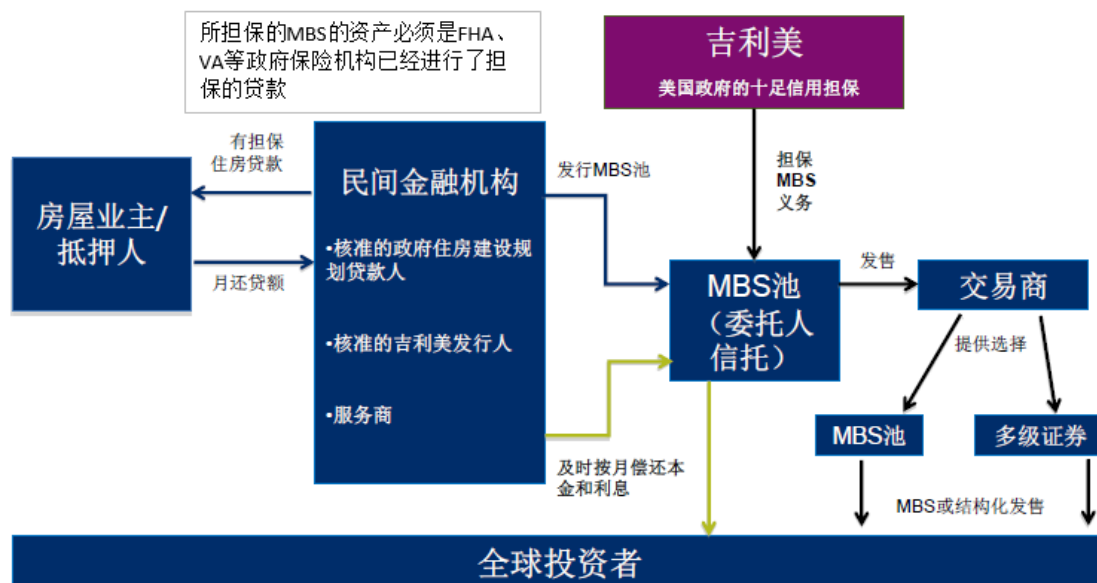 所担保的MBS的资产必须是FHA、
VA等政府保险机构已经进行了担
保的贷款
吉利美
美国政府的十足信用担保
有担保
住房贷款
房屋业主/
抵押人
月还贷额
民间金融机构
•核准的政府住房建设规
划贷款人
•核准的吉利美发行人
•服务商
发行MBS池
担保
MBS
义务
MBS池
（委托人
信托）
发售
交易商
提供选择
MBS池
多级证券
及时按月偿还本
金和利息
MBS或结构化发售
全球投资者